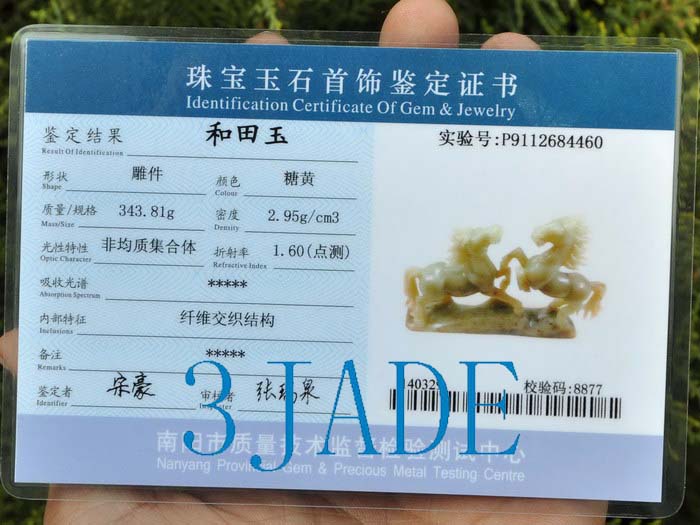 珠宝玉石首饰鉴定证书
Identification Certificate Of Gem & Jewelry
鉴定结果 和田玉
Result Of Identification
形状 雕件 颜色 糖黄
Shape Colour
质量/规格 343.81g 密度 2.95g/cm3
Mass/Size Density
光性特性 非均质集合体 折射率 1.60(点测)
Optic Character Refractive Index
吸收光谱 *****
Absorption Spectrum
内部特征 纤维交织结构
Inclusions
备注 *****
Remarks
鉴定者 宋豪 审核者
Identifier
实验号:P9112684460
校验码:8877
3JADE
南阳市质量技术监督检验测试中心
Nanyang Provincial Gem & Precious Metal Testing Centre